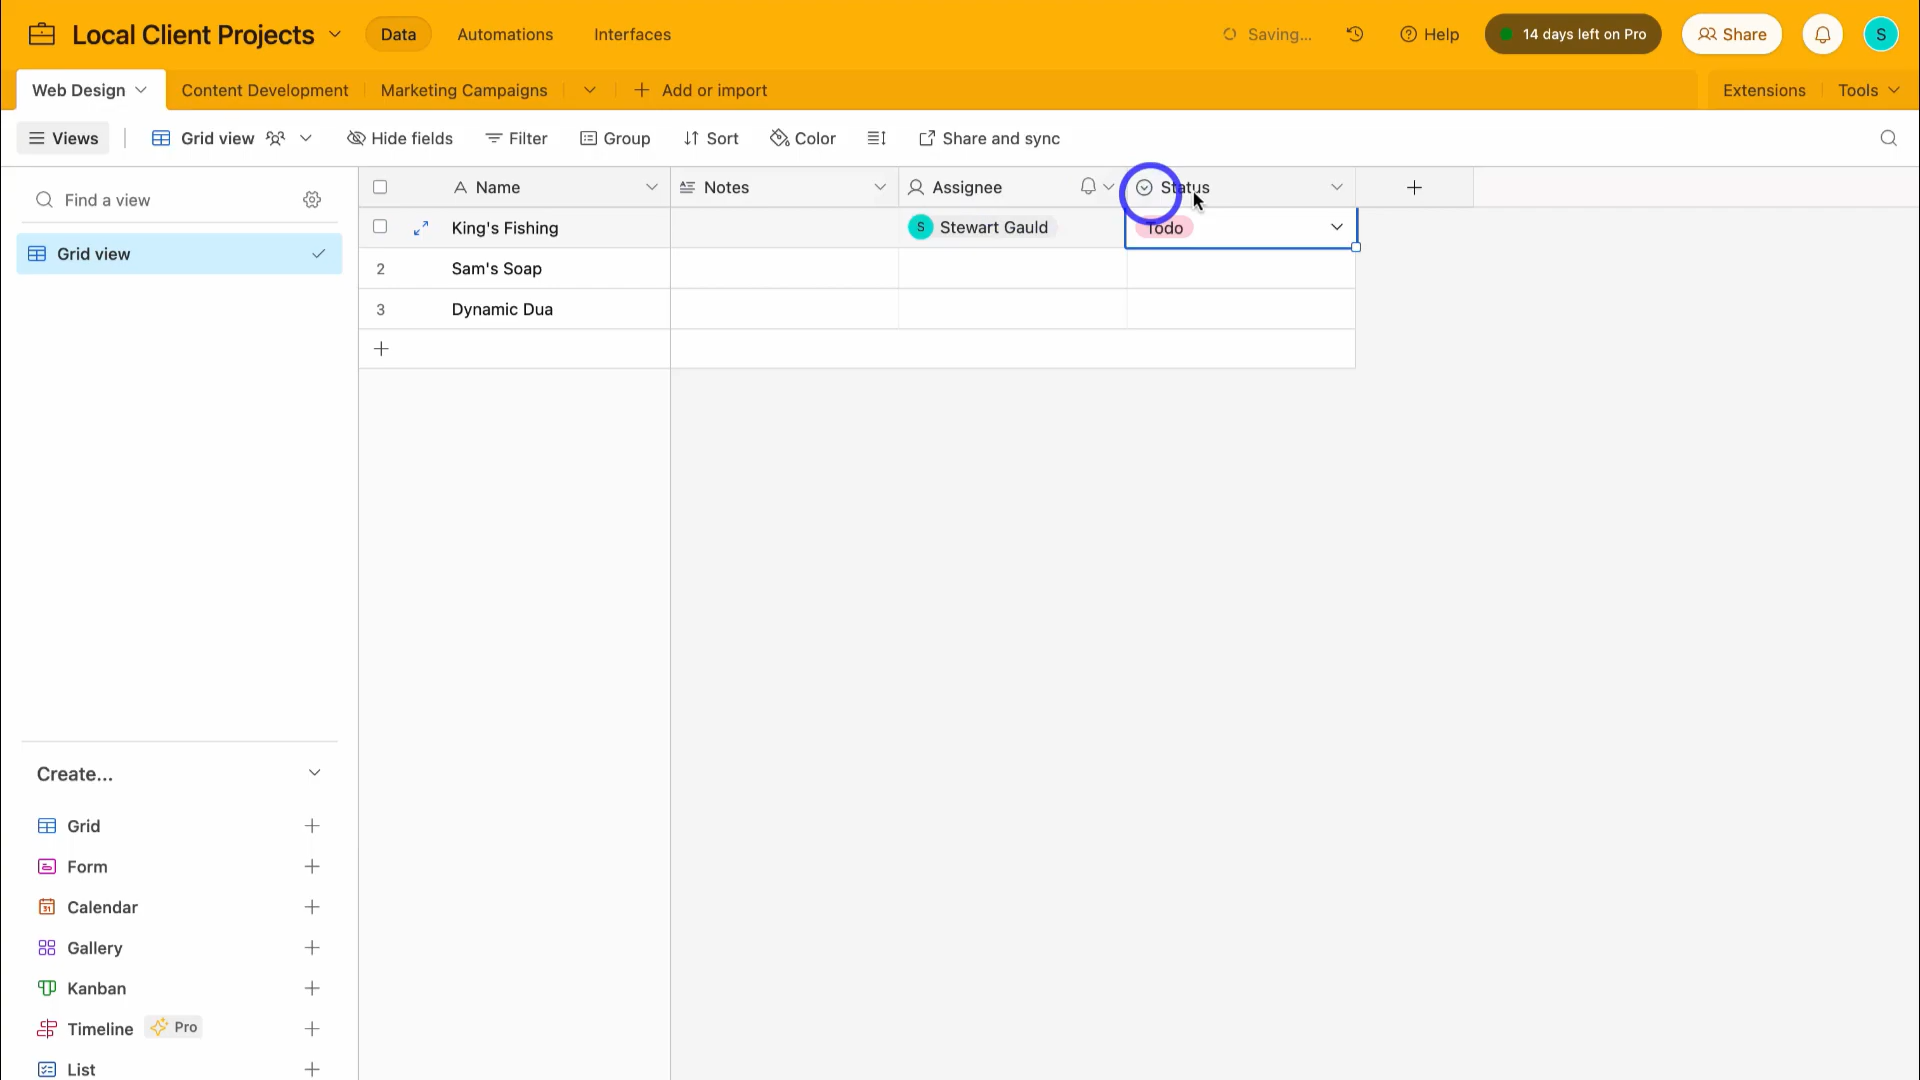 Local Client Projects
Data
Automations
Interfaces
Saving...
Help
14 days left on Pro
Share
S
Web Design
Content Development
Marketing Campaigns
Add or import
Extensions
Tools
Views
Grid view
Hide fields
Filter
Group
Sort
Color
Share and sync
Find a view
Name
Notes
Assignee
Status
Grid view
King's Fishing
S
Stewart Gauld
Todo
2
Sam's Soap
3
Dynamic Dua
Create...
Grid
Form
31
Calendar
Gallery
Kanban
Timeline
Pro
List